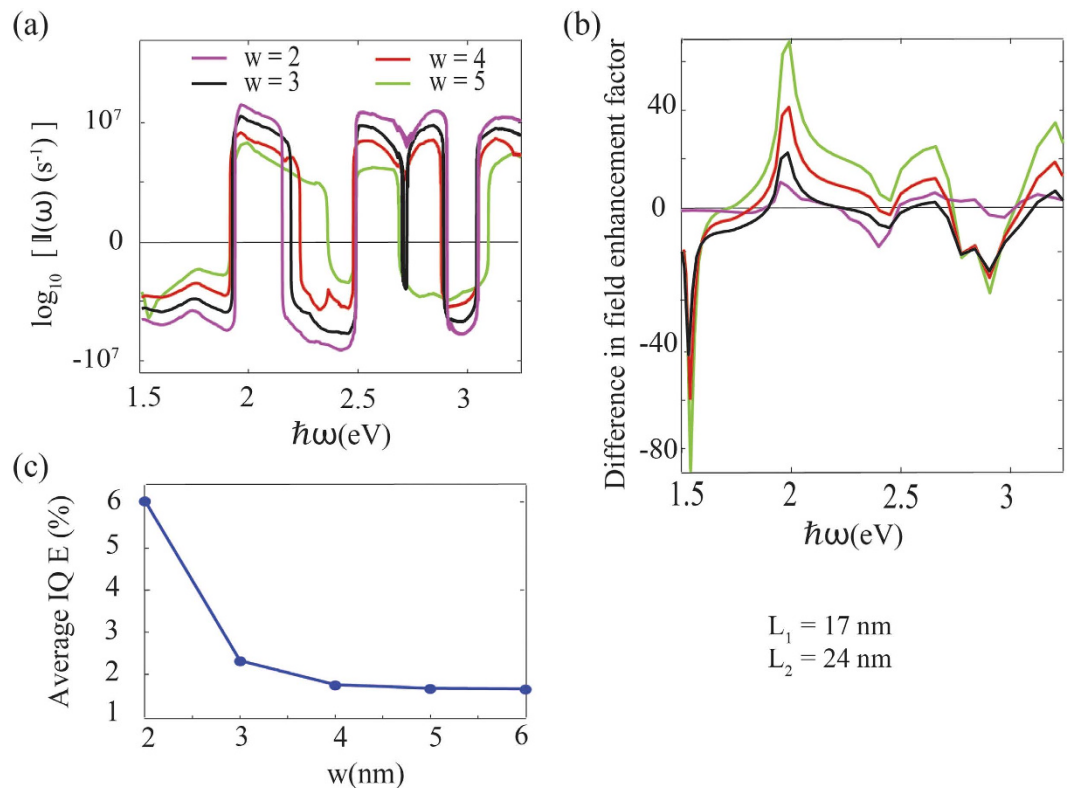 (a)
w = 2
w = 4
w = 3
w = 5
10⁷
0
-10⁷
log₁₀ [ 𝕀(ω) (s⁻¹) ]
1.5
2
2.5
3
ħω(eV)
(b)
Difference in field enhancement factor
40
0
-40
-80
1.5
2
2.5
3
ħω(eV)
(c)
Average IQ E (%)
6
5
4
3
2
1
2
3
4
5
6
w(nm)
L₁ = 17 nm
L₂ = 24 nm